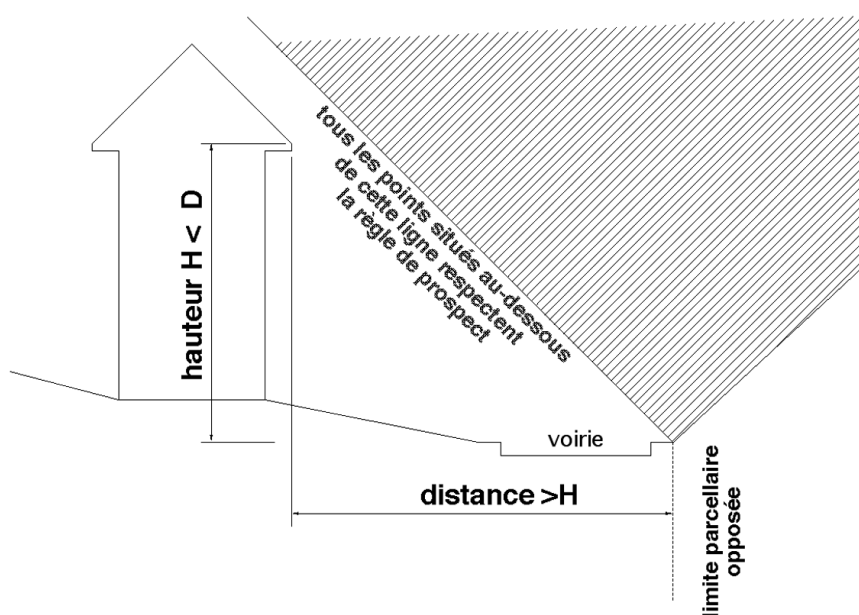 tous les points situés au-dessous
de cette ligne respectent
la règle de prospect
hauteur H < D
voirie
distance >H
limite parcellaire
opposée